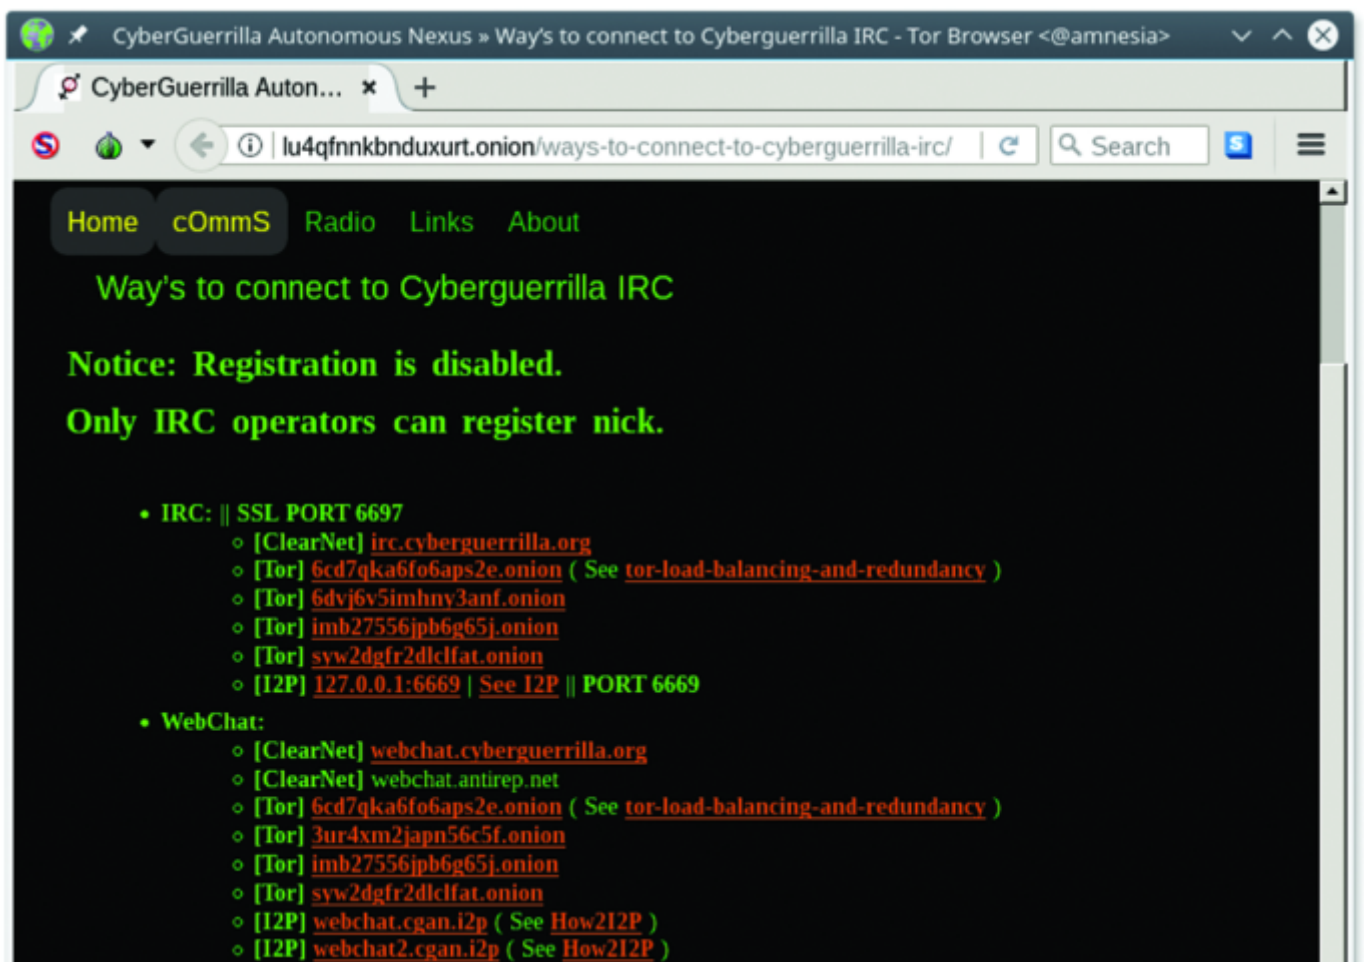 CyberGuerrilla Autonomous Nexus » Way's to connect to Cyberguerrilla IRC - Tor Browser <@amnesia>
CyberGuerrilla Auton...
lu4qfnnkbnduxurt.onion/ways-to-connect-to-cyberguerrilla-irc/ Search
Home cOmmS Radio Links About
Way's to connect to Cyberguerrilla IRC
Notice: Registration is disabled.
Only IRC operators can register nick.
• IRC: || SSL PORT 6697
○ [ClearNet] irc.cyberguerrilla.org
○ [Tor] 6cd7qka6fo6aps2e.onion ( See tor-load-balancing-and-redundancy )
○ [Tor] 6dvj6v5imhny3anf.onion
○ [Tor] imb27556jpb6g65j.onion
○ [Tor] syw2dgfr2dlclfat.onion
○ [I2P] 127.0.0.1:6669 | See I2P || PORT 6669
• WebChat:
○ [ClearNet] webchat.cyberguerrilla.org
○ [ClearNet] webchat.antirep.net
○ [Tor] 6cd7qka6fo6aps2e.onion ( See tor-load-balancing-and-redundancy )
○ [Tor] 3ur4xm2japn56c5f.onion
○ [Tor] imb27556jpb6g65j.onion
○ [Tor] syw2dgfr2dlclfat.onion
○ [I2P] webchat.cgan.i2p ( See How2I2P )
○ [I2P] webchat2.cgan.i2p ( See How2I2P )